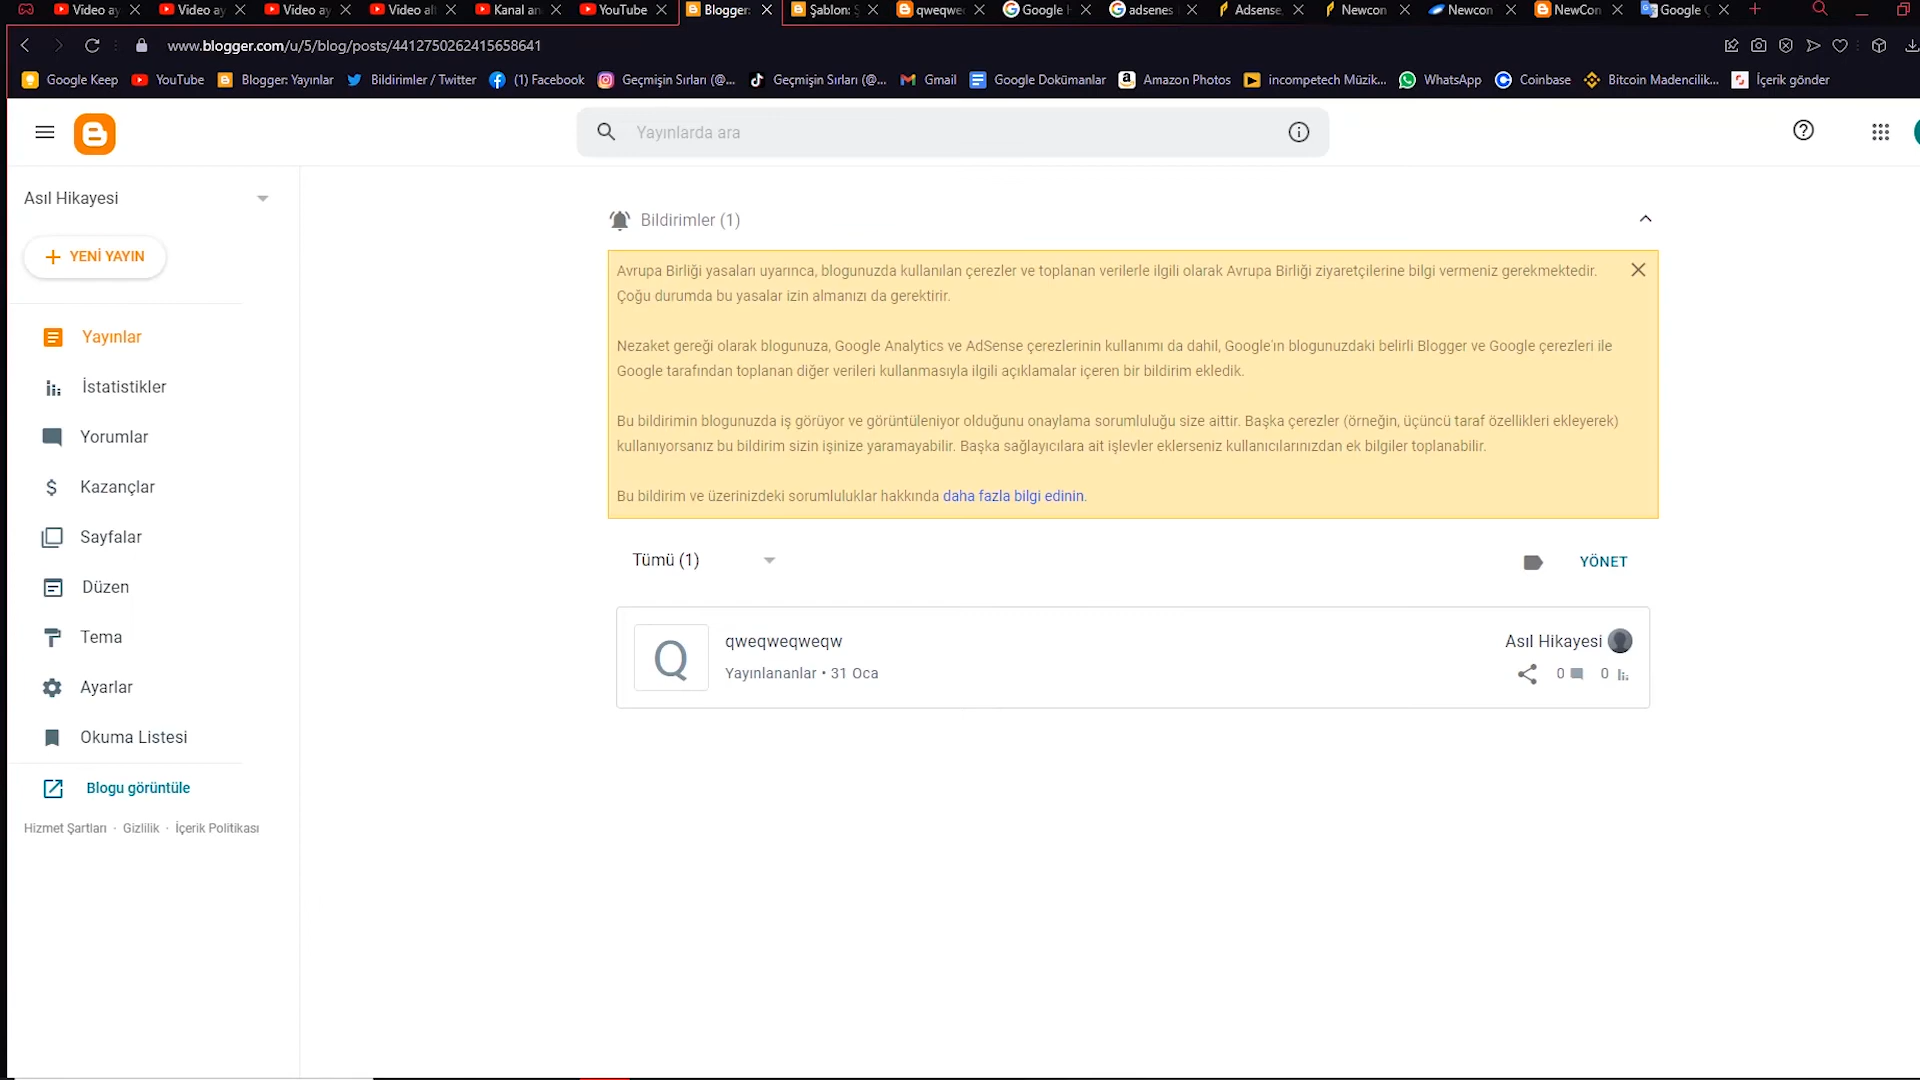 Video ay
Video ay
Video ay
Video alt
Kanal an
YouTube
Blogger:
Şablon: Ş
qweqwe
Google H
adsenes
Adsense,
Newcon
Newcon
NewCon
Google Ç
www.blogger.com/u/5/blog/posts/4412750262415658641
Google Keep
YouTube
Blogger: Yayınlar
Bildirimler / Twitter
(1) Facebook
Geçmişin Sırları (@...
Geçmişin Sırları (@...
Gmail
Google Dokümanlar
Amazon Photos
incompetech Müzik...
WhatsApp
Coinbase
Bitcoin Madencilik...
İçerik gönder
Yayınlarda ara
Asıl Hikayesi
YENİ YAYIN
Yayınlar
İstatistikler
Yorumlar
Kazançlar
Sayfalar
Düzen
Tema
Ayarlar
Okuma Listesi
Blogu görüntüle
Hizmet Şartları · Gizlilik · İçerik Politikası
Bildirimler (1)
Avrupa Birliği yasaları uyarınca, blogunuzda kullanılan çerezler ve toplanan verilerle ilgili olarak Avrupa Birliği ziyaretçilerine bilgi vermeniz gerekmektedir.
Çoğu durumda bu yasalar izin almanızı da gerektirir.
Nezaket gereği olarak blogunuza, Google Analytics ve AdSense çerezlerinin kullanımı da dahil, Google'ın blogunuzdaki belirli Blogger ve Google çerezleri ile
Google tarafından toplanan diğer verileri kullanmasıyla ilgili açıklamalar içeren bir bildirim ekledik.
Bu bildirimin blogunuzda iş görüyor ve görüntüleniyor olduğunu onaylama sorumluluğu size aittir. Başka çerezler (örneğin, üçüncü taraf özellikleri ekleyerek)
kullanıyorsanız bu bildirim sizin işinize yaramayabilir. Başka sağlayıcılara ait işlevler eklerseniz kullanıcılarınızdan ek bilgiler toplanabilir.
Bu bildirim ve üzerinizdeki sorumluluklar hakkında daha fazla bilgi edinin.
Tümü (1)
YÖNET
Q
qweqweqweqw
Yayınlananlar • 31 Oca
Asıl Hikayesi
0
0